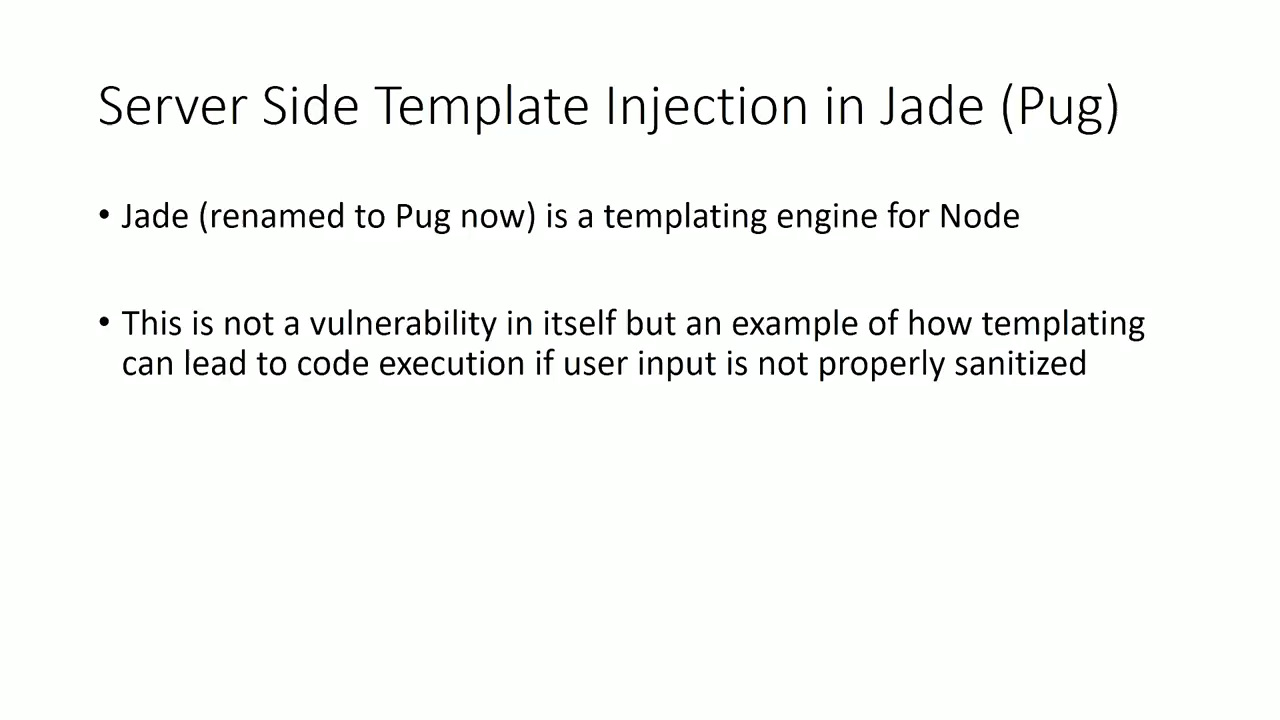 Server Side Template Injection in Jade (Pug)
• Jade (renamed to Pug now) is a templating engine for Node
• This is not a vulnerability in itself but an example of how templating
can lead to code execution if user input is not properly sanitized